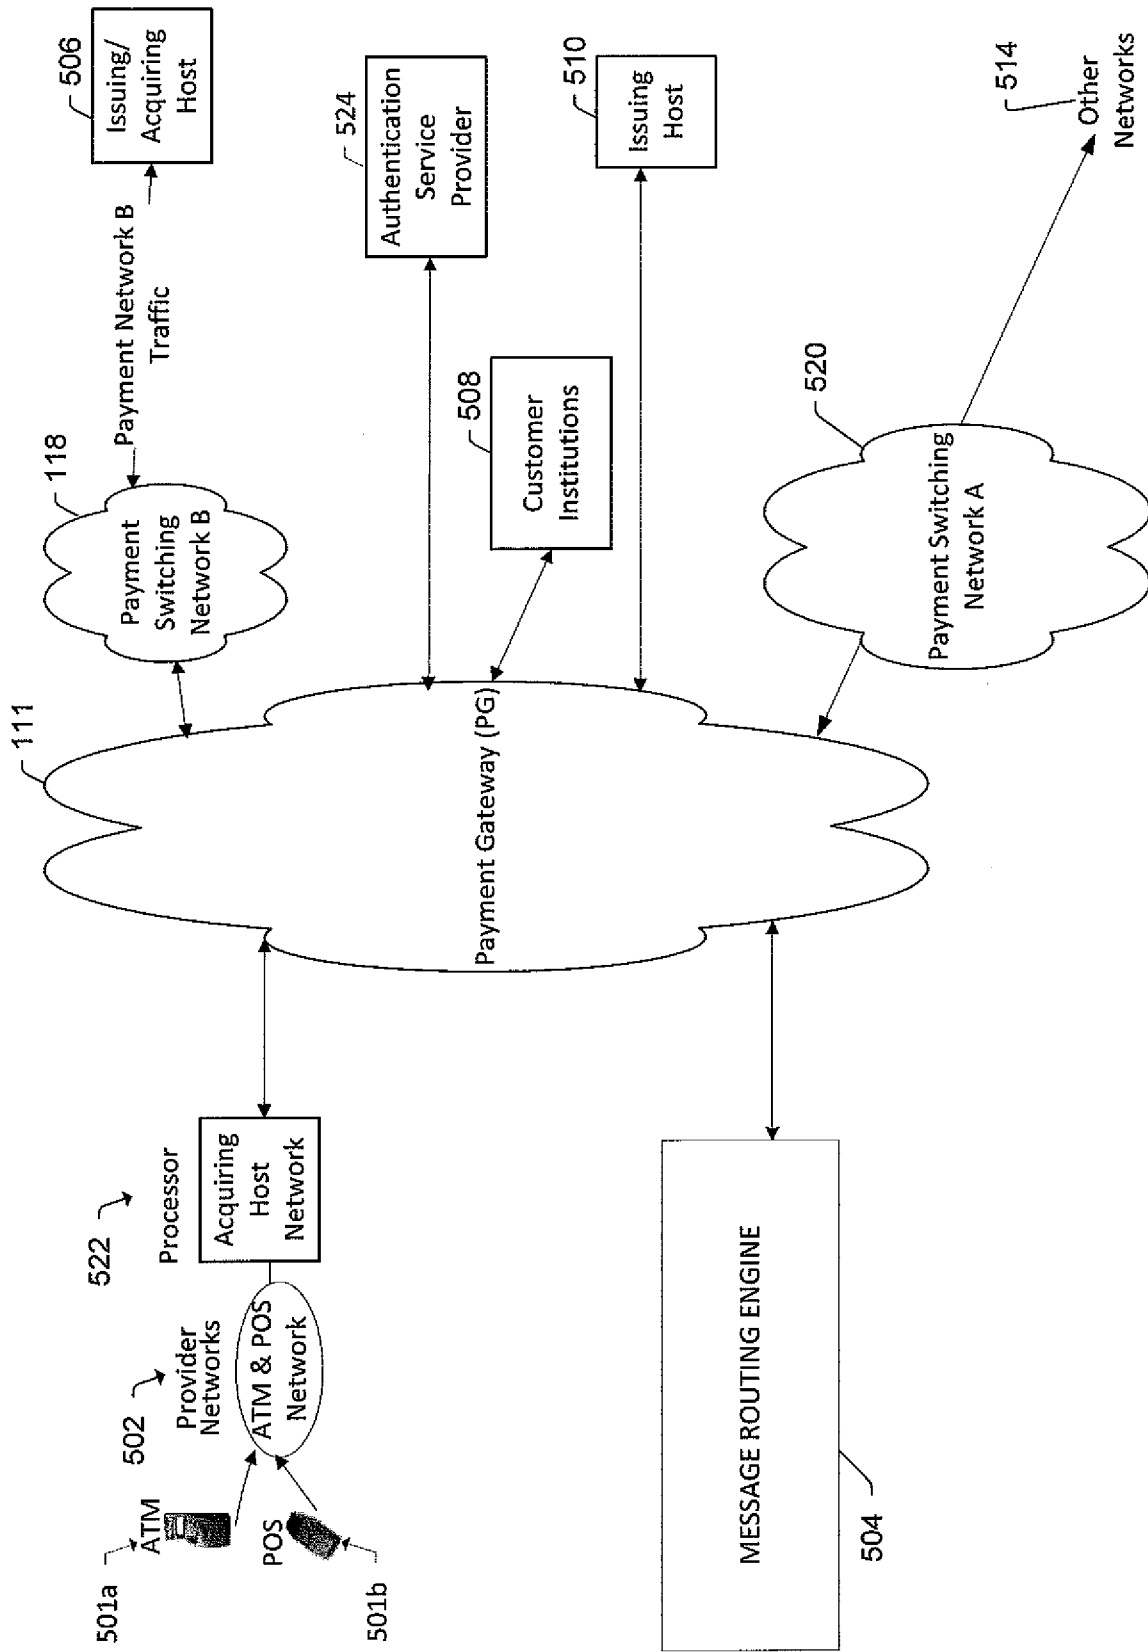 501a
ATM
POS
501b
502
Provider
Networks
ATM & POS
Network
522
Processor
Acquiring
Host
Network
MESSAGE ROUTING ENGINE
504
111
Payment Gateway (PG)
118
Payment
Switching
Network B
Payment Network B
Traffic
506
Issuing/
Acquiring
Host
524
Authentication
Service
Provider
508
Customer
Institutions
510
Issuing
Host
520
Payment Switching
Network A
514
Other
Networks